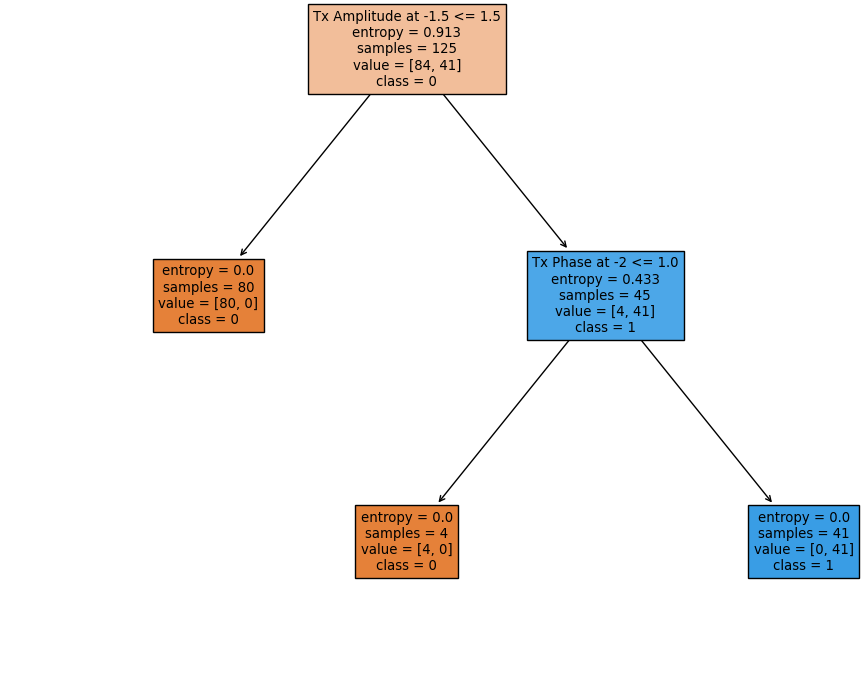 Tx Amplitude at -1.5 <= 1.5
entropy = 0.913
samples = 125
value = [84, 41]
class = 0
entropy = 0.0
samples = 80
value = [80, 0]
class = 0
Tx Phase at -2 <= 1.0
entropy = 0.433
samples = 45
value = [4, 41]
class = 1
entropy = 0.0
samples = 4
value = [4, 0]
class = 0
entropy = 0.0
samples = 41
value = [0, 41]
class = 1